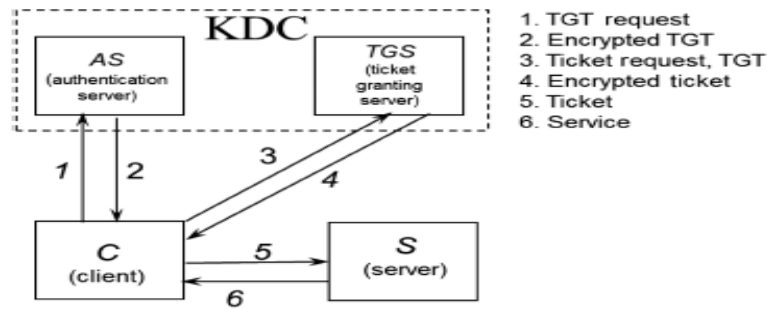 KDC
AS
(authentication
server)
TGS
(ticket
granting
server)
1. TGT request
2. Encrypted TGT
3. Ticket request, TGT
4. Encrypted ticket
5. Ticket
6. Service
1
2
3
4
C
(client)
5
6
S
(server)